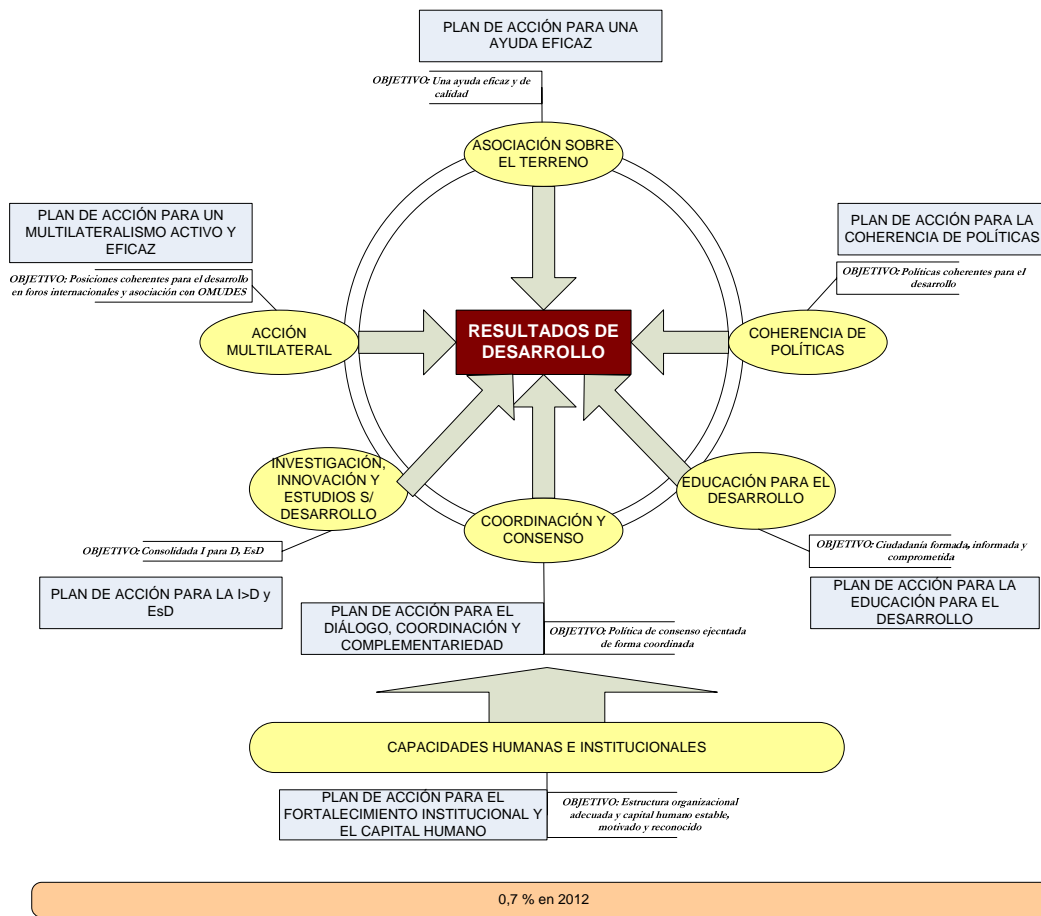 PLAN DE ACCIÓN PARA UNA
AYUDA EFICAZ
OBJETIVO: Una ayuda eficaz y de
calidad
ASOCIACIÓN SOBRE
EL TERRENO
PLAN DE ACCIÓN PARA UN
MULTILATERALISMO ACTIVO Y
EFICAZ
OBJETIVO: Posiciones coherentes para el desarrollo
en foros internacionales y asociación con OMUDES
ACCIÓN
MULTILATERAL
PLAN DE ACCIÓN PARA LA
COHERENCIA DE POLÍTICAS
OBJETIVO: Políticas coherentes para el
desarrollo
COHERENCIA DE
POLÍTICAS
RESULTADOS DE
DESARROLLO
INVESTIGACIÓN,
INNOVACIÓN Y
ESTUDIOS S/
DESARROLLO
OBJETIVO: Consolidada I para D, EsD
PLAN DE ACCIÓN PARA LA I>D y
EsD
COORDINACIÓN Y
CONSENSO
EDUCACIÓN PARA EL
DESARROLLO
OBJETIVO: Ciudadanía formada, informada y
comprometida
PLAN DE ACCIÓN PARA LA
EDUCACIÓN PARA EL
DESARROLLO
PLAN DE ACCIÓN PARA EL
DIÁLOGO, COORDINACIÓN Y
COMPLEMENTARIEDAD
OBJETIVO: Política de consenso ejecutada
de forma coordinada
CAPACIDADES HUMANAS E INSTITUCIONALES
PLAN DE ACCIÓN PARA EL
FORTALECIMIENTO INSTITUCIONAL Y
EL CAPITAL HUMANO
OBJETIVO: Estructura organizacional
adecuada y capital humano estable,
motivado y reconocido
0,7 % en 2012